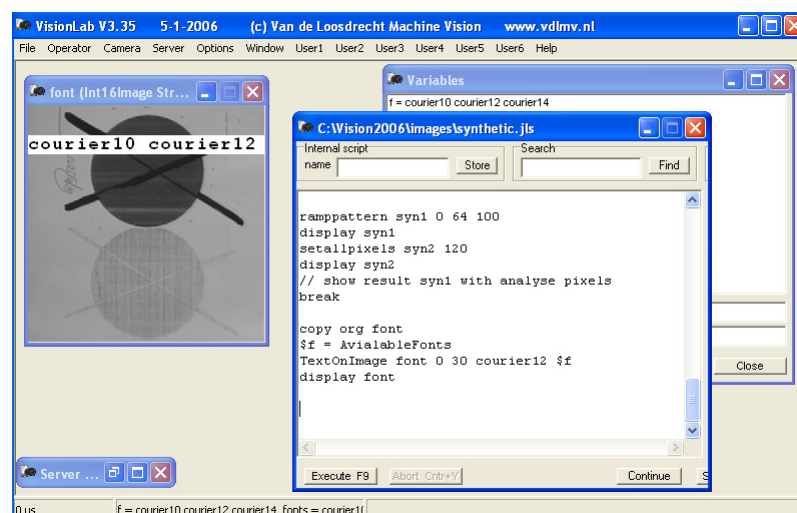 VisionLab V3.35 5-1-2006 (c) Van de Loosdrecht Machine Vision www.vdlmv.nl
File Operator Camera Server Options Window User1 User2 User3 User4 User5 User6 Help
font (Int16Image Str...
courier10 courier12
Variables
f = courier10 courier12 courier14
C:\Vision2006\images\synthetic.jls
Internal script
name
Store
Search
Find
ramppattern syn1 0 64 100
display syn1
setallpixels syn2 120
display syn2
// show result syn1 with analyse pixels
break
copy org font
$f = AvialableFonts
TextOnImage font 0 30 courier12 $f
display font
Close
Execute F9
Abort Cntr+Y
Continue
S
Server ...
0 us
f = courier10 courier12 courier14 fonts = courier1(